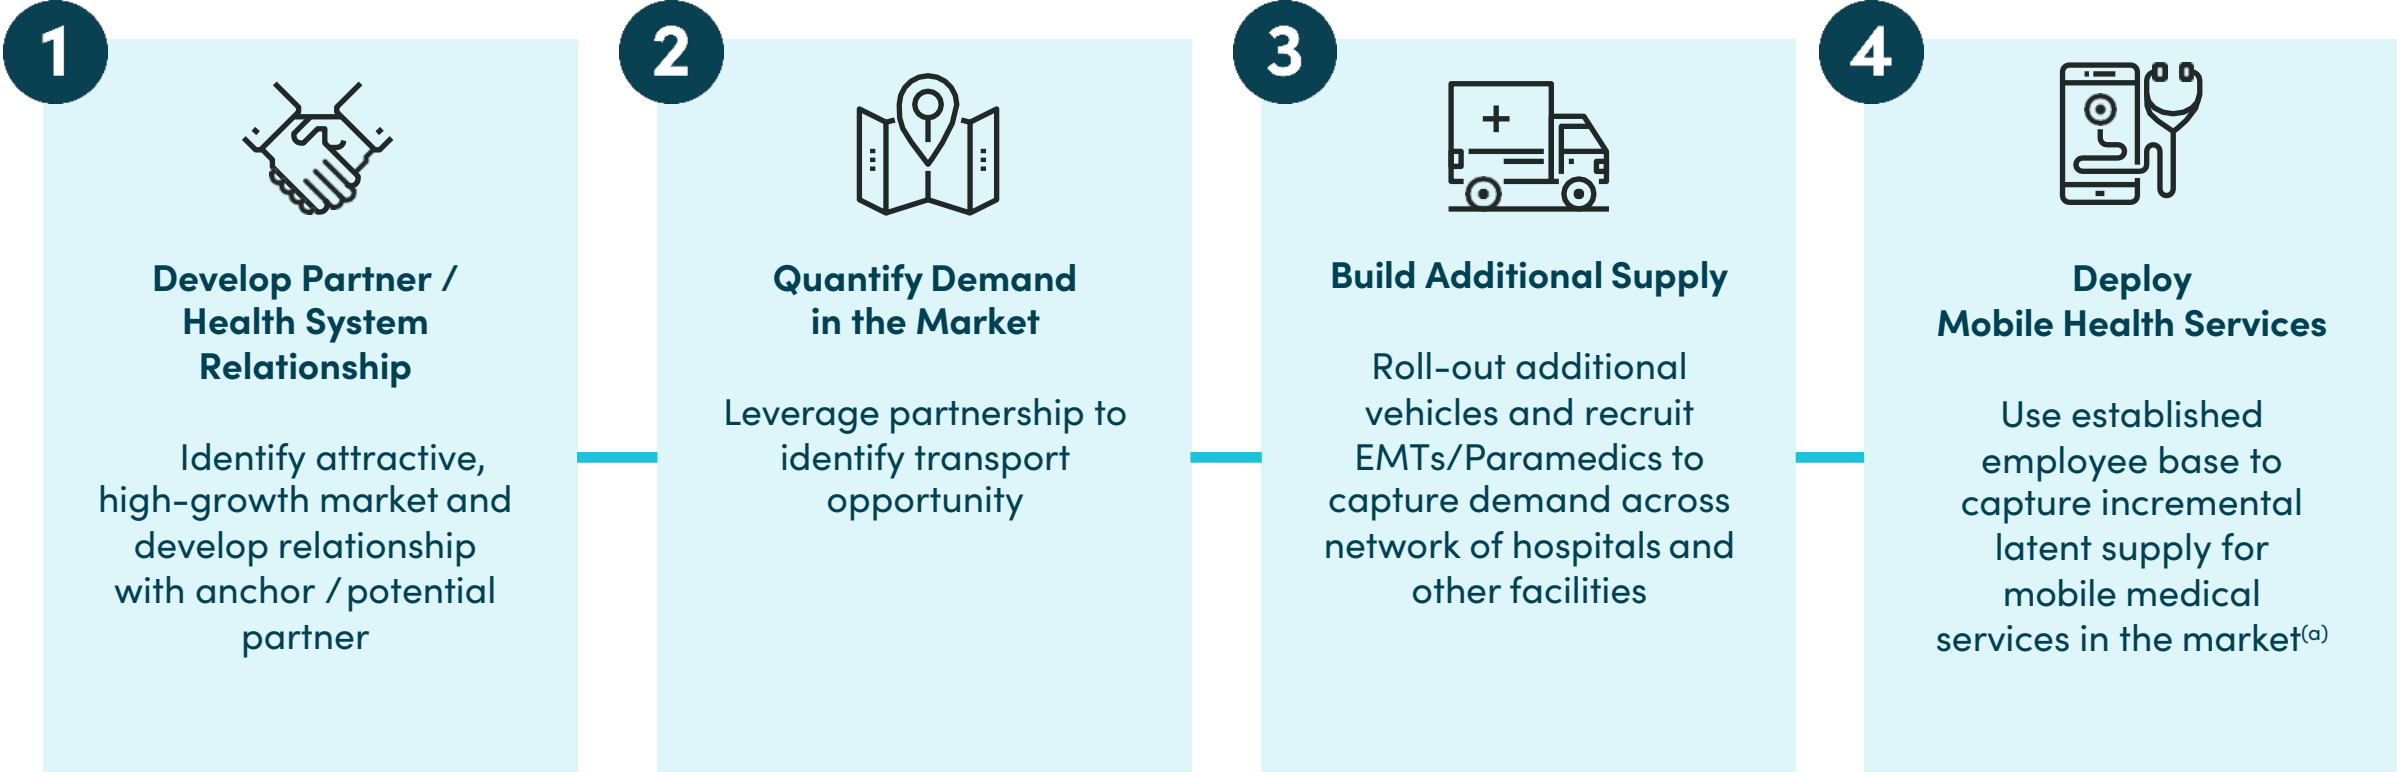 1
Develop Partner /
Health System
Relationship
Identify attractive,
high-growth market and
develop relationship
with anchor / potential
partner
2
Quantify Demand
in the Market
Leverage partnership to
identify transport
opportunity
3
Build Additional Supply
Roll-out additional
vehicles and recruit
EMTs/Paramedics to
capture demand across
network of hospitals and
other facilities
4
Deploy
Mobile Health Services
Use established
employee base to
capture incremental
latent supply for
mobile medical
services in the market(a)